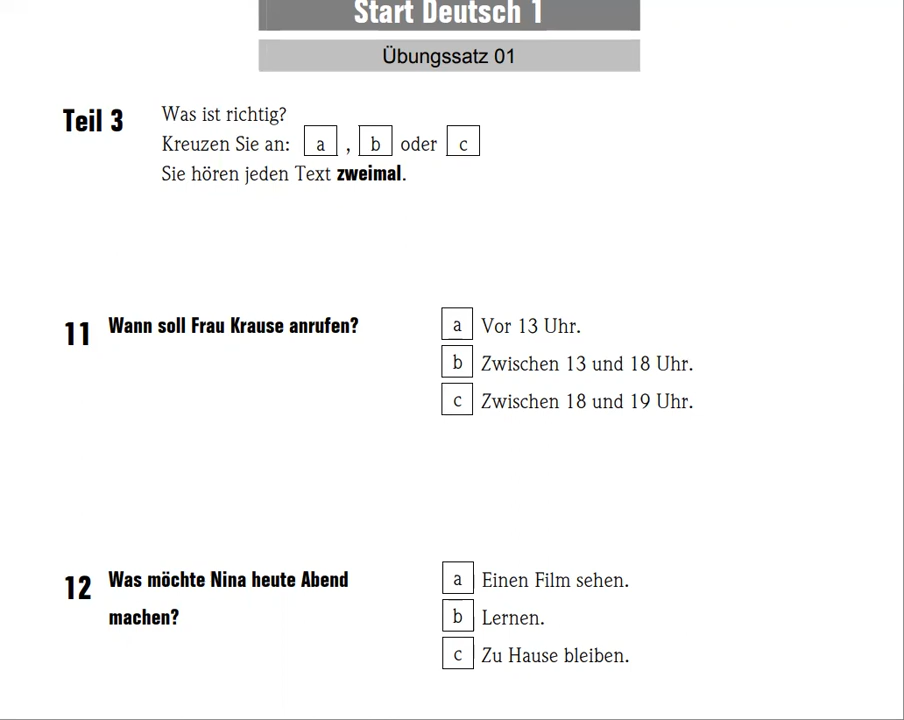 Start Deutsch 1
Übungssatz 01
Teil 3
Was ist richtig?
Kreuzen Sie an: a , b oder c
Sie hören jeden Text zweimal.
11 Wann soll Frau Krause anrufen?
a Vor 13 Uhr.
b Zwischen 13 und 18 Uhr.
c Zwischen 18 und 19 Uhr.
12 Was möchte Nina heute Abend
machen?
a Einen Film sehen.
b Lernen.
c Zu Hause bleiben.